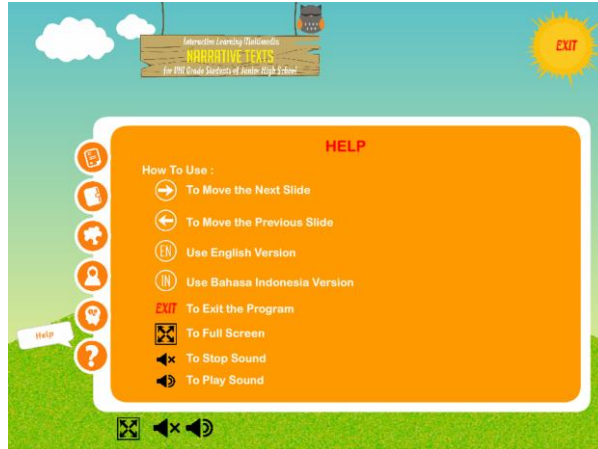 Interactive Learning Multimedia
NARRATIVE TEXTS
for VIII Grade Students of Junior High School
EXIT
HELP
How To Use :
To Move the Next Slide
To Move the Previous Slide
EN Use English Version
IN Use Bahasa Indonesia Version
EXIT To Exit the Program
To Full Screen
To Stop Sound
To Play Sound
Help
?